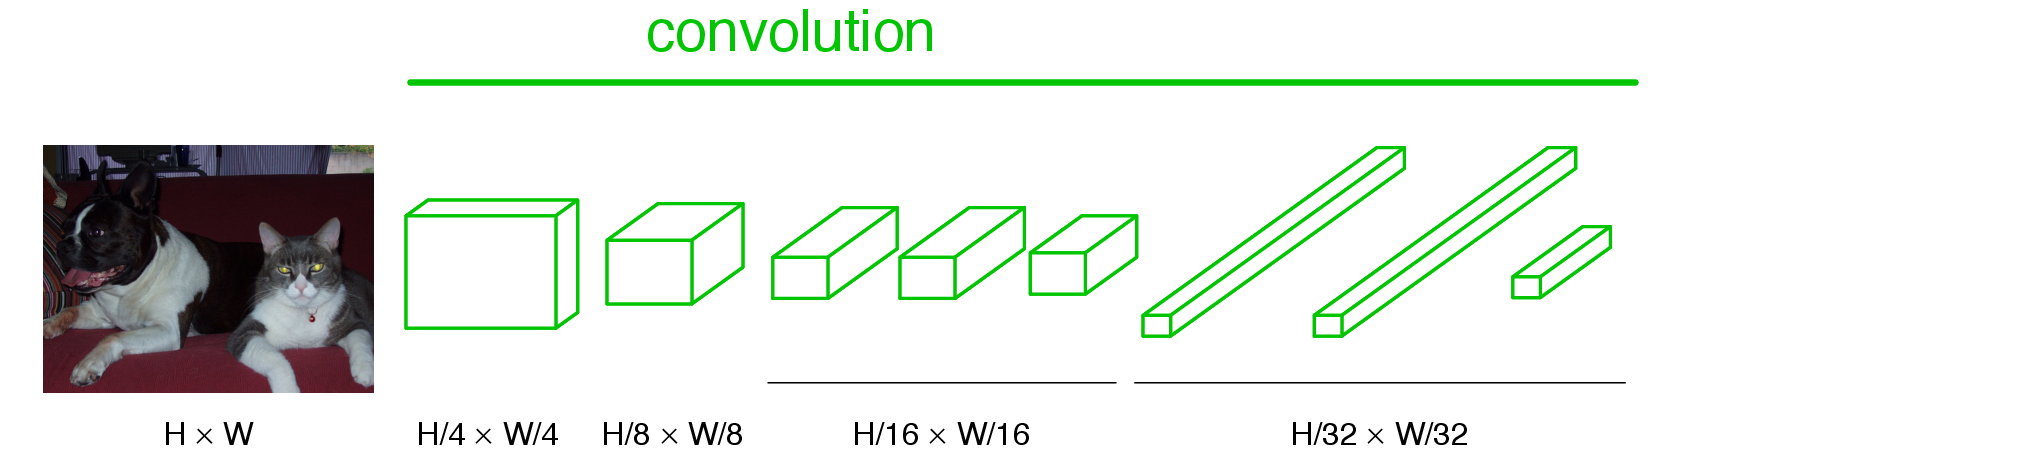 convolution
H × W
H/4 × W/4
H/8 × W/8
H/16 × W/16
H/32 × W/32